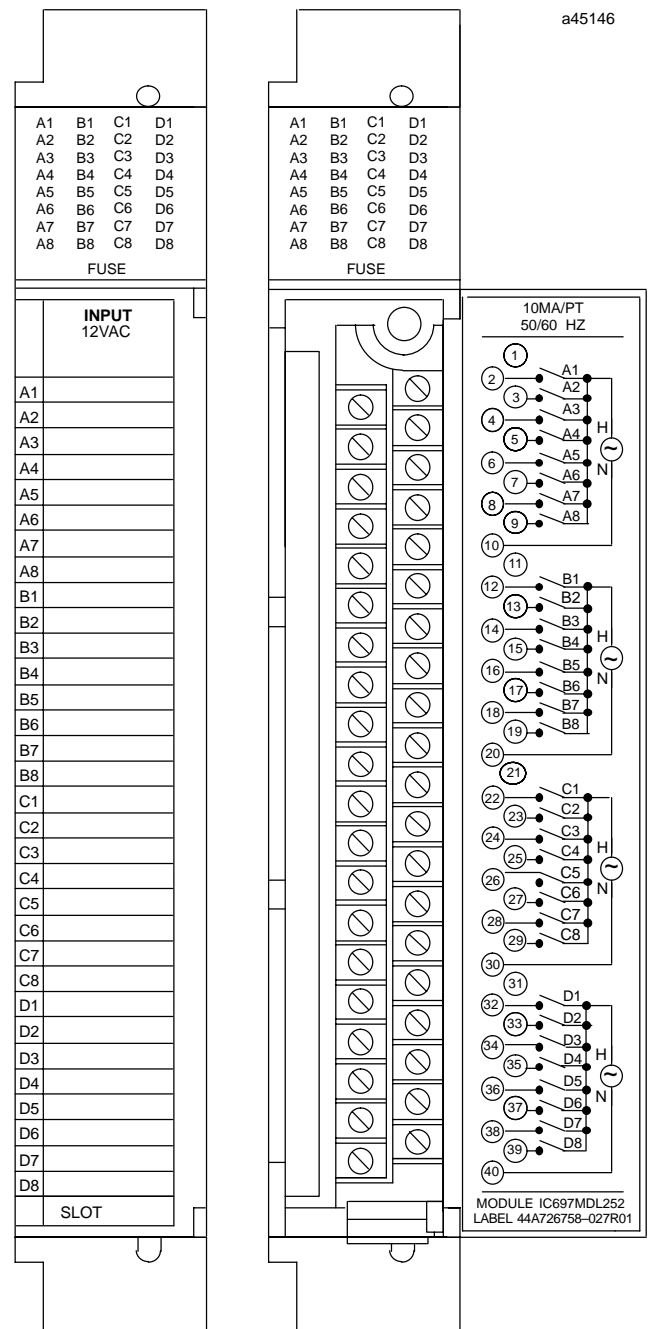 a45146
A1 B1 C1 D1
A2 B2 C2 D2
A3 B3 C3 D3
A4 B4 C4 D4
A5 B5 C5 D5
A6 B6 C6 D6
A7 B7 C7 D7
A8 B8 C8 D8
FUSE
INPUT
12VAC
A1
A2
A3
A4
A5
A6
A7
A8
B1
B2
B3
B4
B5
B6
B7
B8
C1
C2
C3
C4
C5
C6
C7
C8
D1
D2
D3
D4
D5
D6
D7
D8
SLOT
A1 B1 C1 D1
A2 B2 C2 D2
A3 B3 C3 D3
A4 B4 C4 D4
A5 B5 C5 D5
A6 B6 C6 D6
A7 B7 C7 D7
A8 B8 C8 D8
FUSE
10MA/PT
50/60 HZ
1
2 A1
3 A2
4 A3
H
5 A4
~
6 A5
N
7 A6
8 A7
9 A8
10
11
12 B1
13 B2
14 B3
H
15 B4
~
16 B5
N
17 B6
18 B7
19 B8
20
21
22 C1
23 C2
24 C3
H
25 C4
~
26 C5
N
27 C6
28 C7
29 C8
30
31
32 D1
33 D2
34 D3
H
35 D4
~
36 D5
N
37 D6
38 D7
39 D8
40
MODULE IC697MDL252
LABEL 44A726758–027R01